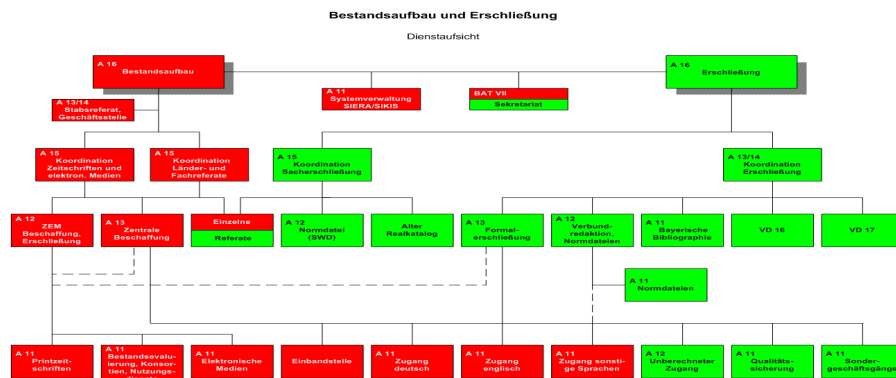 Bestandsaufbau und Erschließung
Dienstaufsicht
A 16
Bestandsaufbau
A 16
Erschließung
A 11
Systemverwaltung
SIERA/SIKIS
BAT VII
Sekretariat
A 13/14
Stabsreferat,
Geschäftsstelle
A 15
Koordination
Zeitschriften und
elektron. Medien
A 15
Koordination
Länder- und
Fachreferate
A 15
Koordination
Sacherschließung
A 13/14
Koordination
Erschließung
A 12
ZEM
Beschaffung,
Erschließung
A 13
Zentrale
Beschaffung
Einzelne
Referate
A 12
Normdatei
(SWD)
Alter
Realkatalog
A 13
Formal-
erschließung
A 12
Verbund-
redaktion,
Normdateien
A 11
Bayerische
Bibliographie
VD 16
VD 17
A 11
Normdateien
A 11
Printzeit-
schriften
A 11
Bestandsevalu-
ierung, Konsor-
tien, Nutzungs-
A 11
Elektronische
Medien
Einbandstelle
A 11
Zugang
deutsch
A 11
Zugang
englisch
A 11
Zugang sonsti-
ge Sprachen
A 12
Unberechneter
Zugang
A 11
Qualitäts-
sicherung
A 11
Sonder-
geschäftsgänge